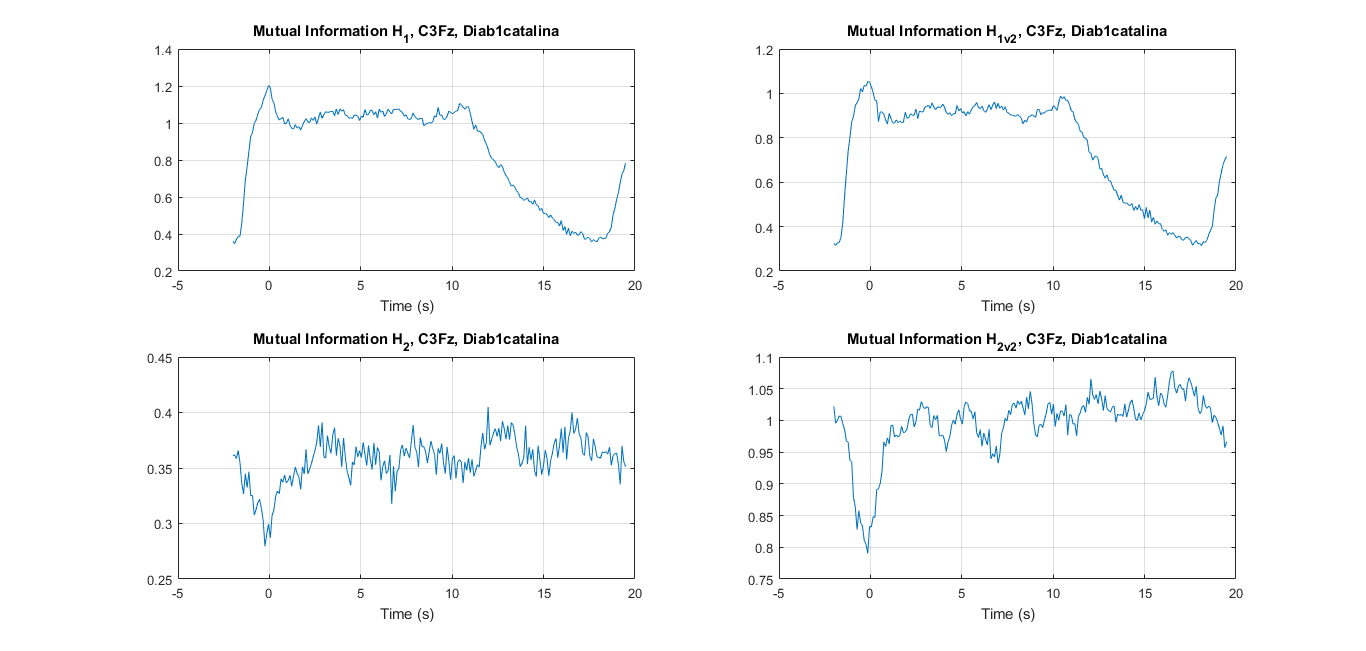 Mutual Information H1, C3Fz, Diab1catalina
1.4
1.2
1
0.8
0.6
0.4
0.2
-5 0 5 10 15 20
Time (s)
Mutual Information H1v2, C3Fz, Diab1catalina
1.2
1
0.8
0.6
0.4
0.2
-5 0 5 10 15 20
Time (s)
Mutual Information H2, C3Fz, Diab1catalina
0.45
0.4
0.35
0.3
0.25
-5 0 5 10 15 20
Time (s)
Mutual Information H2v2, C3Fz, Diab1catalina
1.1
1.05
1
0.95
0.9
0.85
0.8
0.75
-5 0 5 10 15 20
Time (s)